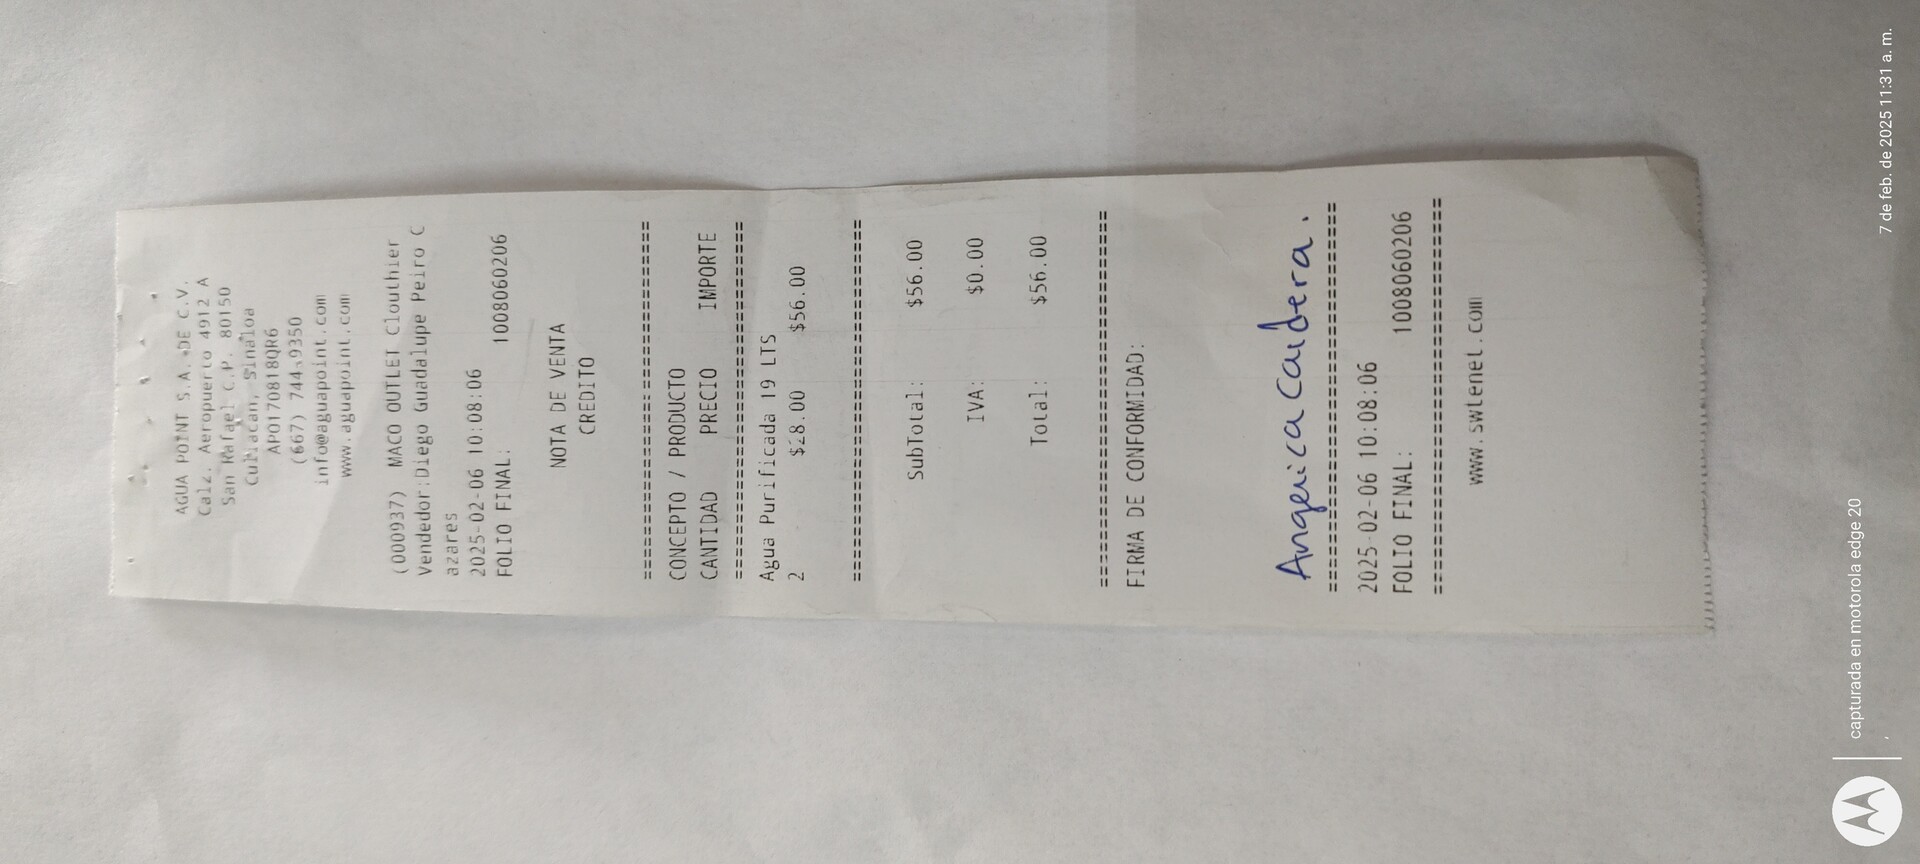 AGUA POINT S.A. DE C.V.
Calz. Aeropuerto 4912 A
San Rafael C.P. 80150
Culiacan, Sinaloa
APO170818QR6
(667) 744-9350
info@aguapoint.com
www.aguapoint.com
(000937) MACO OUTLET Clouthier
Vendedor:Diego Guadalupe Peiro C
azares
2025-02-06 10:08:06
FOLIO FINAL: 1008060206
NOTA DE VENTA
CREDITO
================================
CONCEPTO / PRODUCTO
CANTIDAD PRECIO IMPORTE
================================
Agua Purificada 19 LTS
2 $28.00 $56.00
================================
SubTotal: $56.00
IVA: $0.00
Total: $56.00
================================
FIRMA DE CONFORMIDAD:
Angerica Caldera.
================================
2025-02-06 10:08:06
FOLIO FINAL: 1008060206
================================
www.swtenet.com
capturada en motorola edge 20
,
7 de feb. de 2025 11:31 a. m.